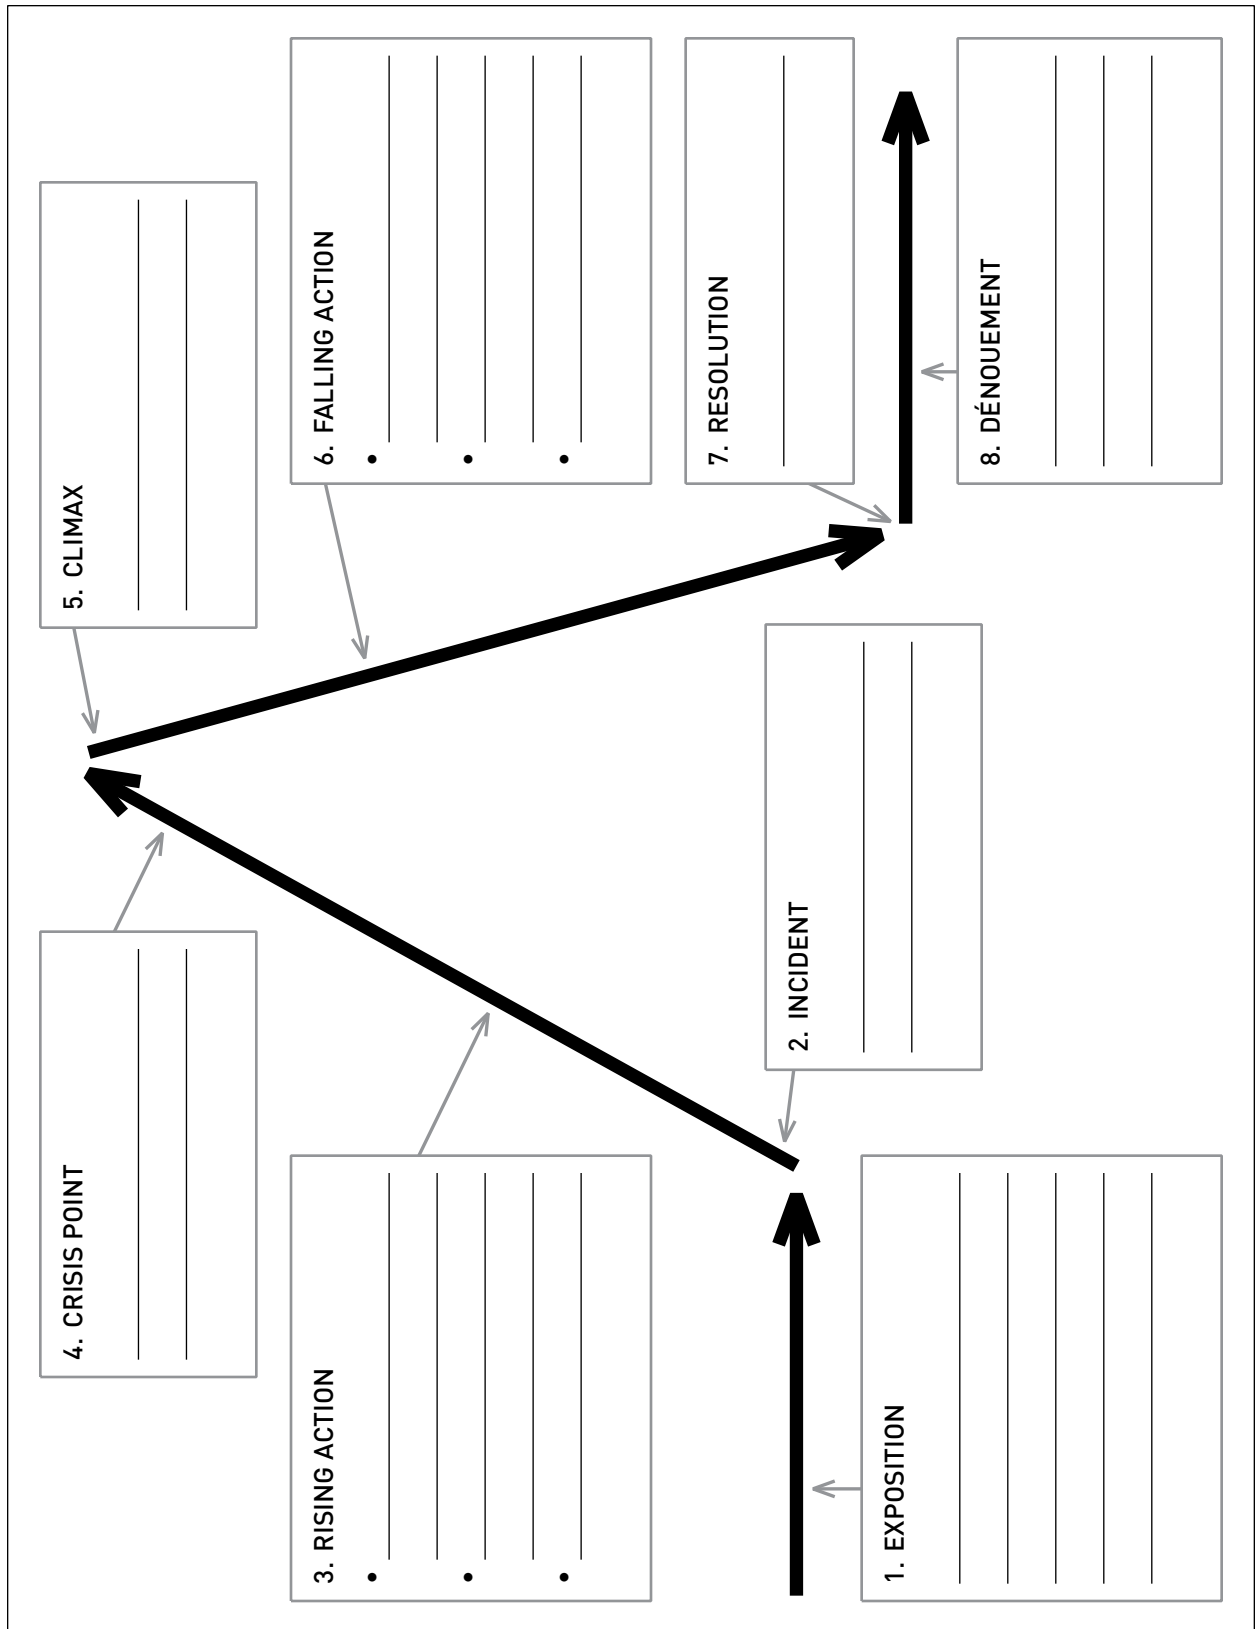 1. EXPOSITION
2. INCIDENT
3. RISING ACTION
•
•
•
4. CRISIS POINT
5. CLIMAX
6. FALLING ACTION
•
•
•
7. RESOLUTION
8. DÉNOUEMENT